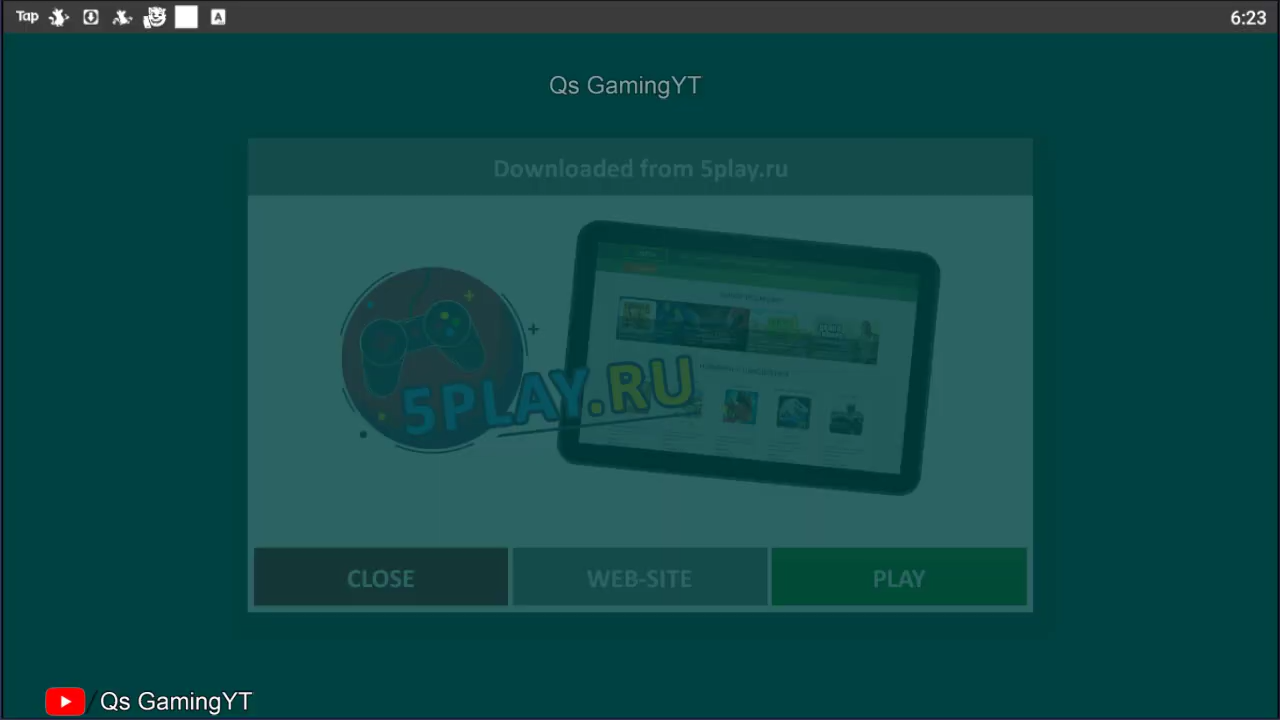 Tap
A
6:23
Qs GamingYT
Downloaded from 5play.ru
5PLAY.RU
CLOSE
WEB-SITE
PLAY
/ Qs GamingYT